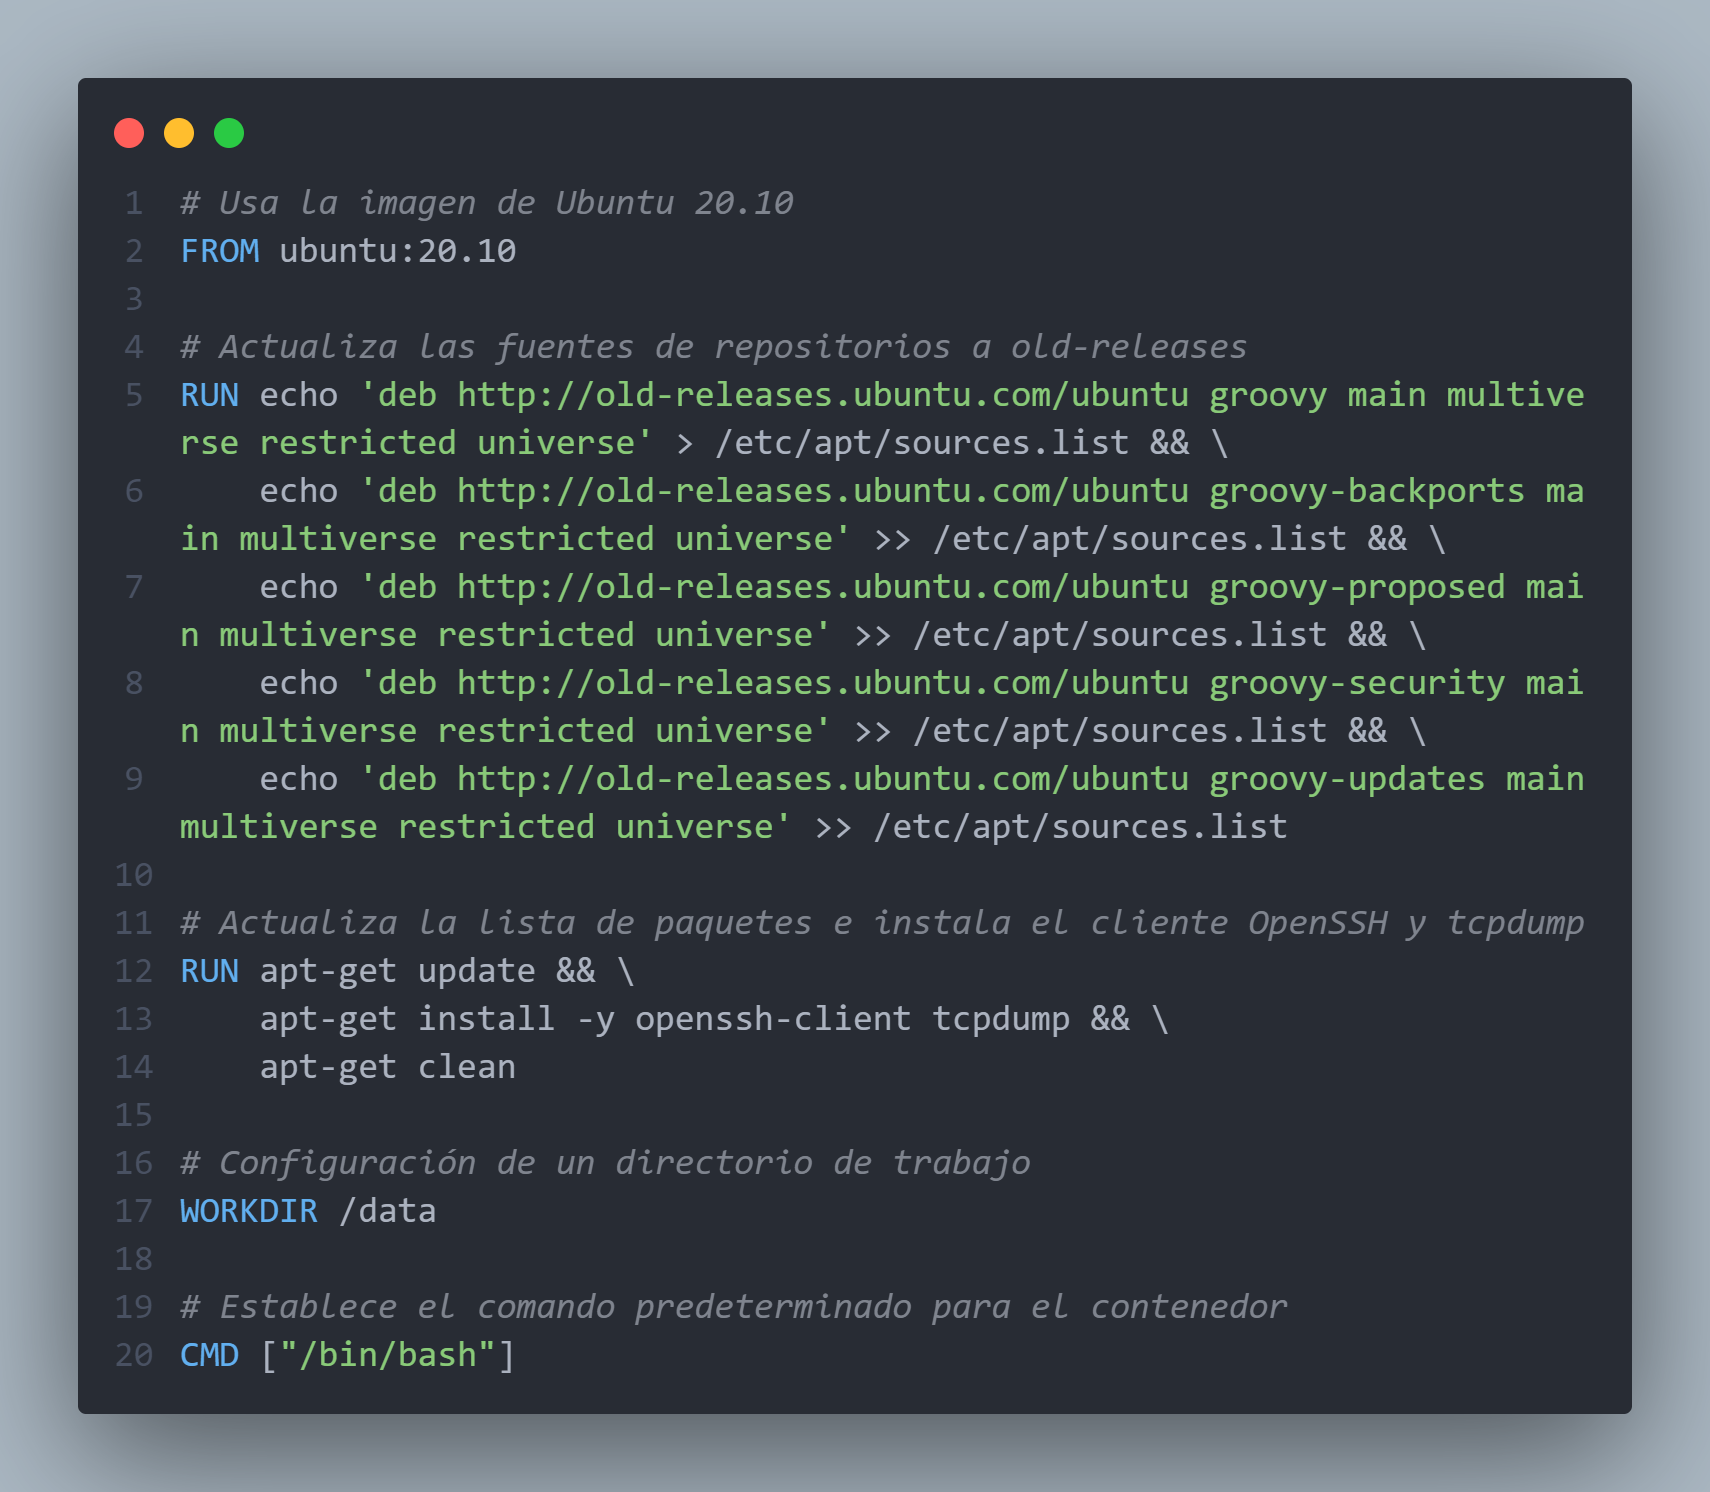 1 # Usa la imagen de Ubuntu 20.10
2 FROM ubuntu:20.10
3
4 # Actualiza las fuentes de repositorios a old-releases
5 RUN echo 'deb http://old-releases.ubuntu.com/ubuntu groovy main multive
rse restricted universe' > /etc/apt/sources.list && \
6     echo 'deb http://old-releases.ubuntu.com/ubuntu groovy-backports ma
in multiverse restricted universe' >> /etc/apt/sources.list && \
7     echo 'deb http://old-releases.ubuntu.com/ubuntu groovy-proposed mai
n multiverse restricted universe' >> /etc/apt/sources.list && \
8     echo 'deb http://old-releases.ubuntu.com/ubuntu groovy-security mai
n multiverse restricted universe' >> /etc/apt/sources.list && \
9     echo 'deb http://old-releases.ubuntu.com/ubuntu groovy-updates main
multiverse restricted universe' >> /etc/apt/sources.list
10
11 # Actualiza la lista de paquetes e instala el cliente OpenSSH y tcpdump
12 RUN apt-get update && \
13     apt-get install -y openssh-client tcpdump && \
14     apt-get clean
15
16 # Configuración de un directorio de trabajo
17 WORKDIR /data
18
19 # Establece el comando predeterminado para el contenedor
20 CMD ["/bin/bash"]